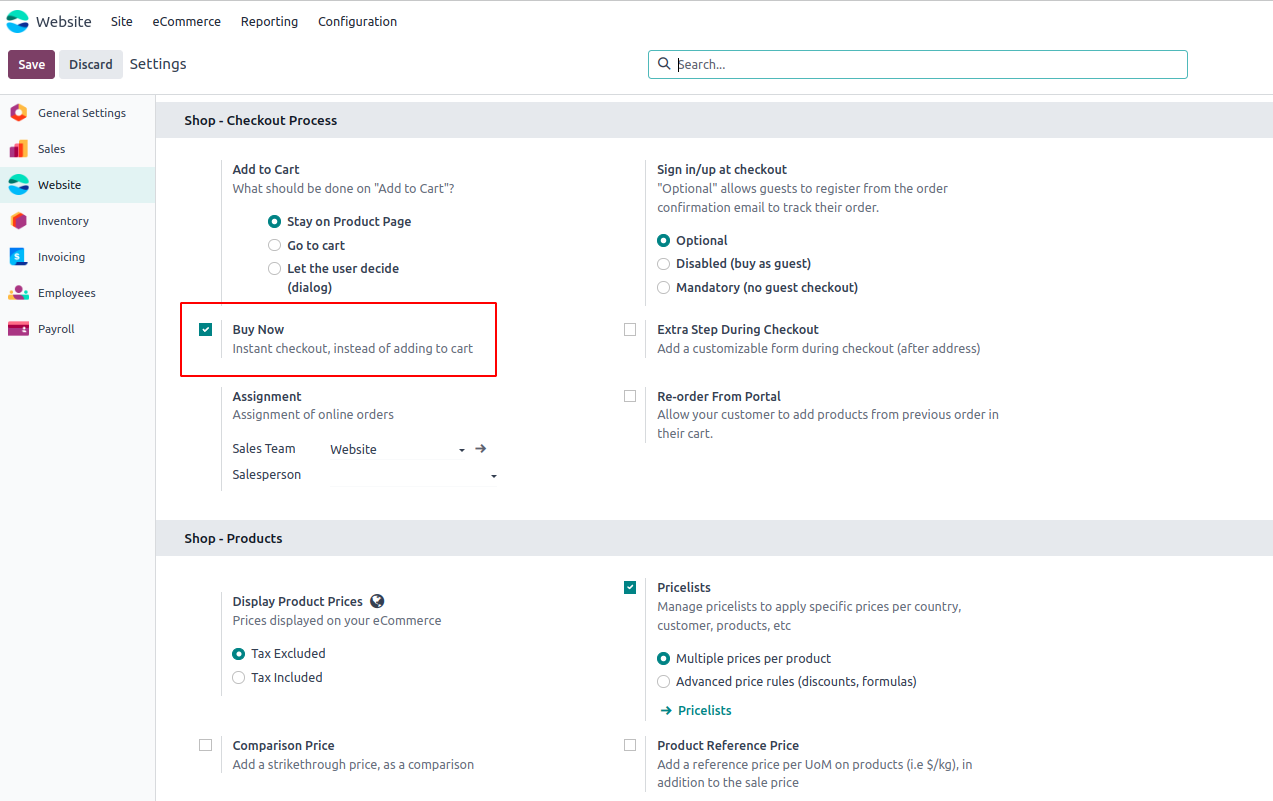 Website Site eCommerce Reporting Configuration
Save Discard Settings Search...
General Settings
Sales
Website
Inventory
Invoicing
Employees
Payroll
Shop - Checkout Process
Add to Cart
What should be done on "Add to Cart"?
Stay on Product Page
Go to cart
Let the user decide
(dialog)
Sign in/up at checkout
"Optional" allows guests to register from the order
confirmation email to track their order.
Optional
Disabled (buy as guest)
Mandatory (no guest checkout)
Buy Now
Instant checkout, instead of adding to cart
Extra Step During Checkout
Add a customizable form during checkout (after address)
Assignment
Assignment of online orders
Sales Team Website
Salesperson
Re-order From Portal
Allow your customer to add products from previous order in
their cart.
Shop - Products
Display Product Prices
Prices displayed on your eCommerce
Tax Excluded
Tax Included
Pricelists
Manage pricelists to apply specific prices per country,
customer, products, etc
Multiple prices per product
Advanced price rules (discounts, formulas)
Pricelists
Comparison Price
Add a strikethrough price, as a comparison
Product Reference Price
Add a reference price per UoM on products (i.e $/kg), in
addition to the sale price